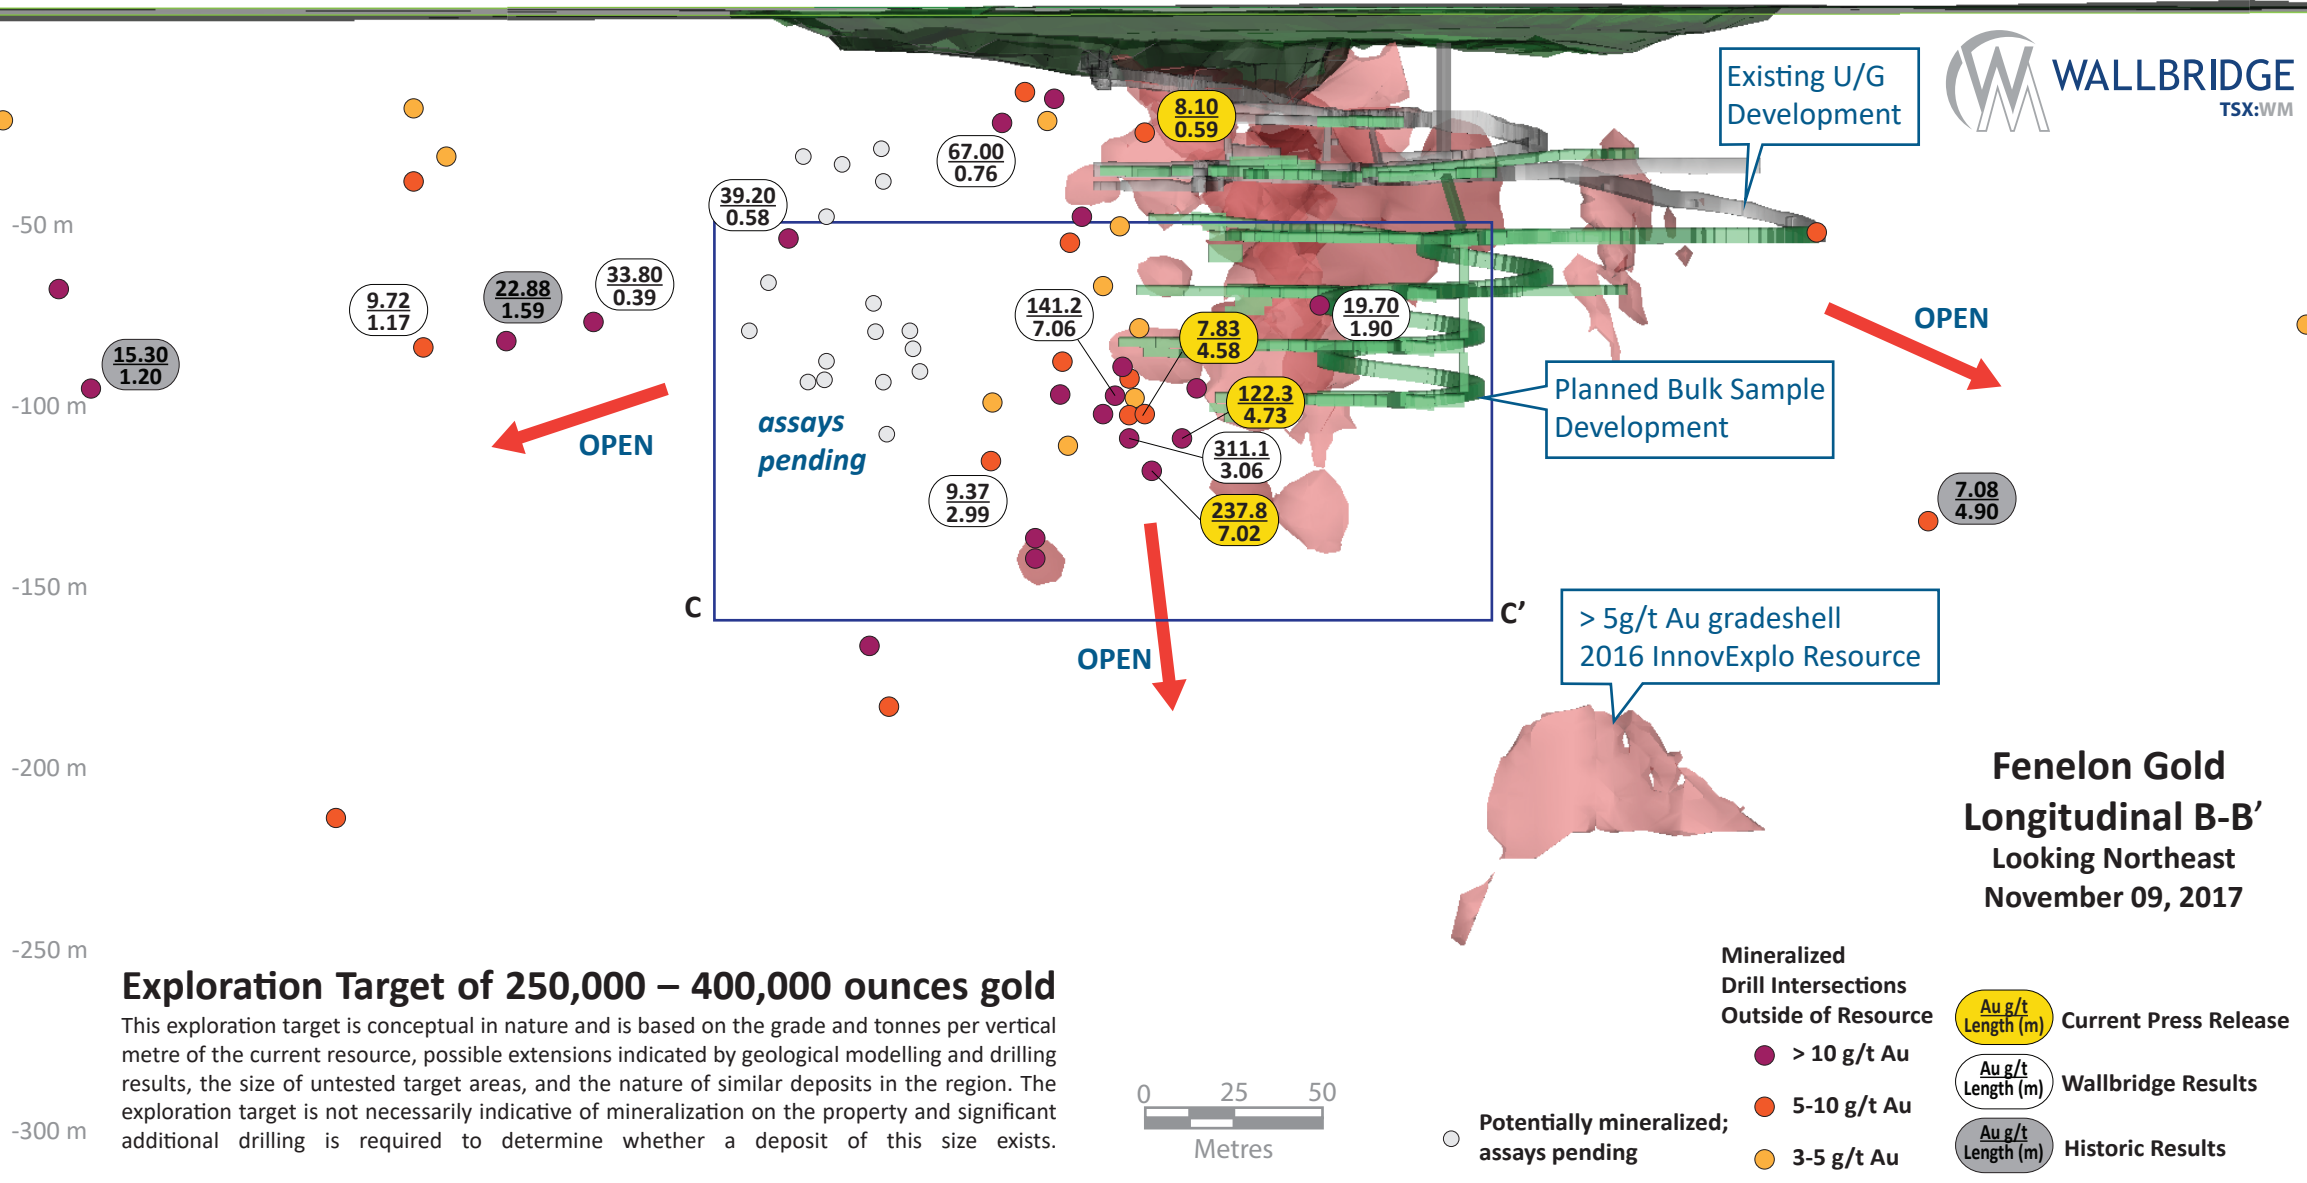 Existing U/G
Development
WALLBRIDGE
TSX:WM
8.10
0.59
67.00
0.76
39.20
0.58
-50 m
33.80
0.39
22.88
1.59
9.72
1.17
141.2
7.06
19.70
1.90
7.83
4.58
OPEN
15.30
1.20
-100 m
OPEN
assays
pending
122.3
4.73
Planned Bulk Sample
Development
311.1
3.06
9.37
2.99
237.8
7.02
7.08
4.90
-150 m
C
C’
OPEN
> 5g/t Au gradeshell
2016 InnovExplo Resource
-200 m
Fenelon Gold
Longitudinal B-B’
Looking Northeast
November 09, 2017
-250 m
Exploration Target of 250,000 – 400,000 ounces gold
This exploration target is conceptual in nature and is based on the grade and tonnes per vertical
metre of the current resource, possible extensions indicated by geological modelling and drilling
results, the size of untested target areas, and the nature of similar deposits in the region. The
exploration target is not necessarily indicative of mineralization on the property and significant
additional drilling is required to determine whether a deposit of this size exists.
-300 m
0 25 50
Metres
Potentially mineralized;
assays pending
Mineralized
Drill Intersections
Outside of Resource
> 10 g/t Au
5-10 g/t Au
3-5 g/t Au
Au g/t
Length (m)
Current Press Release
Au g/t
Length (m)
Wallbridge Results
Au g/t
Length (m)
Historic Results